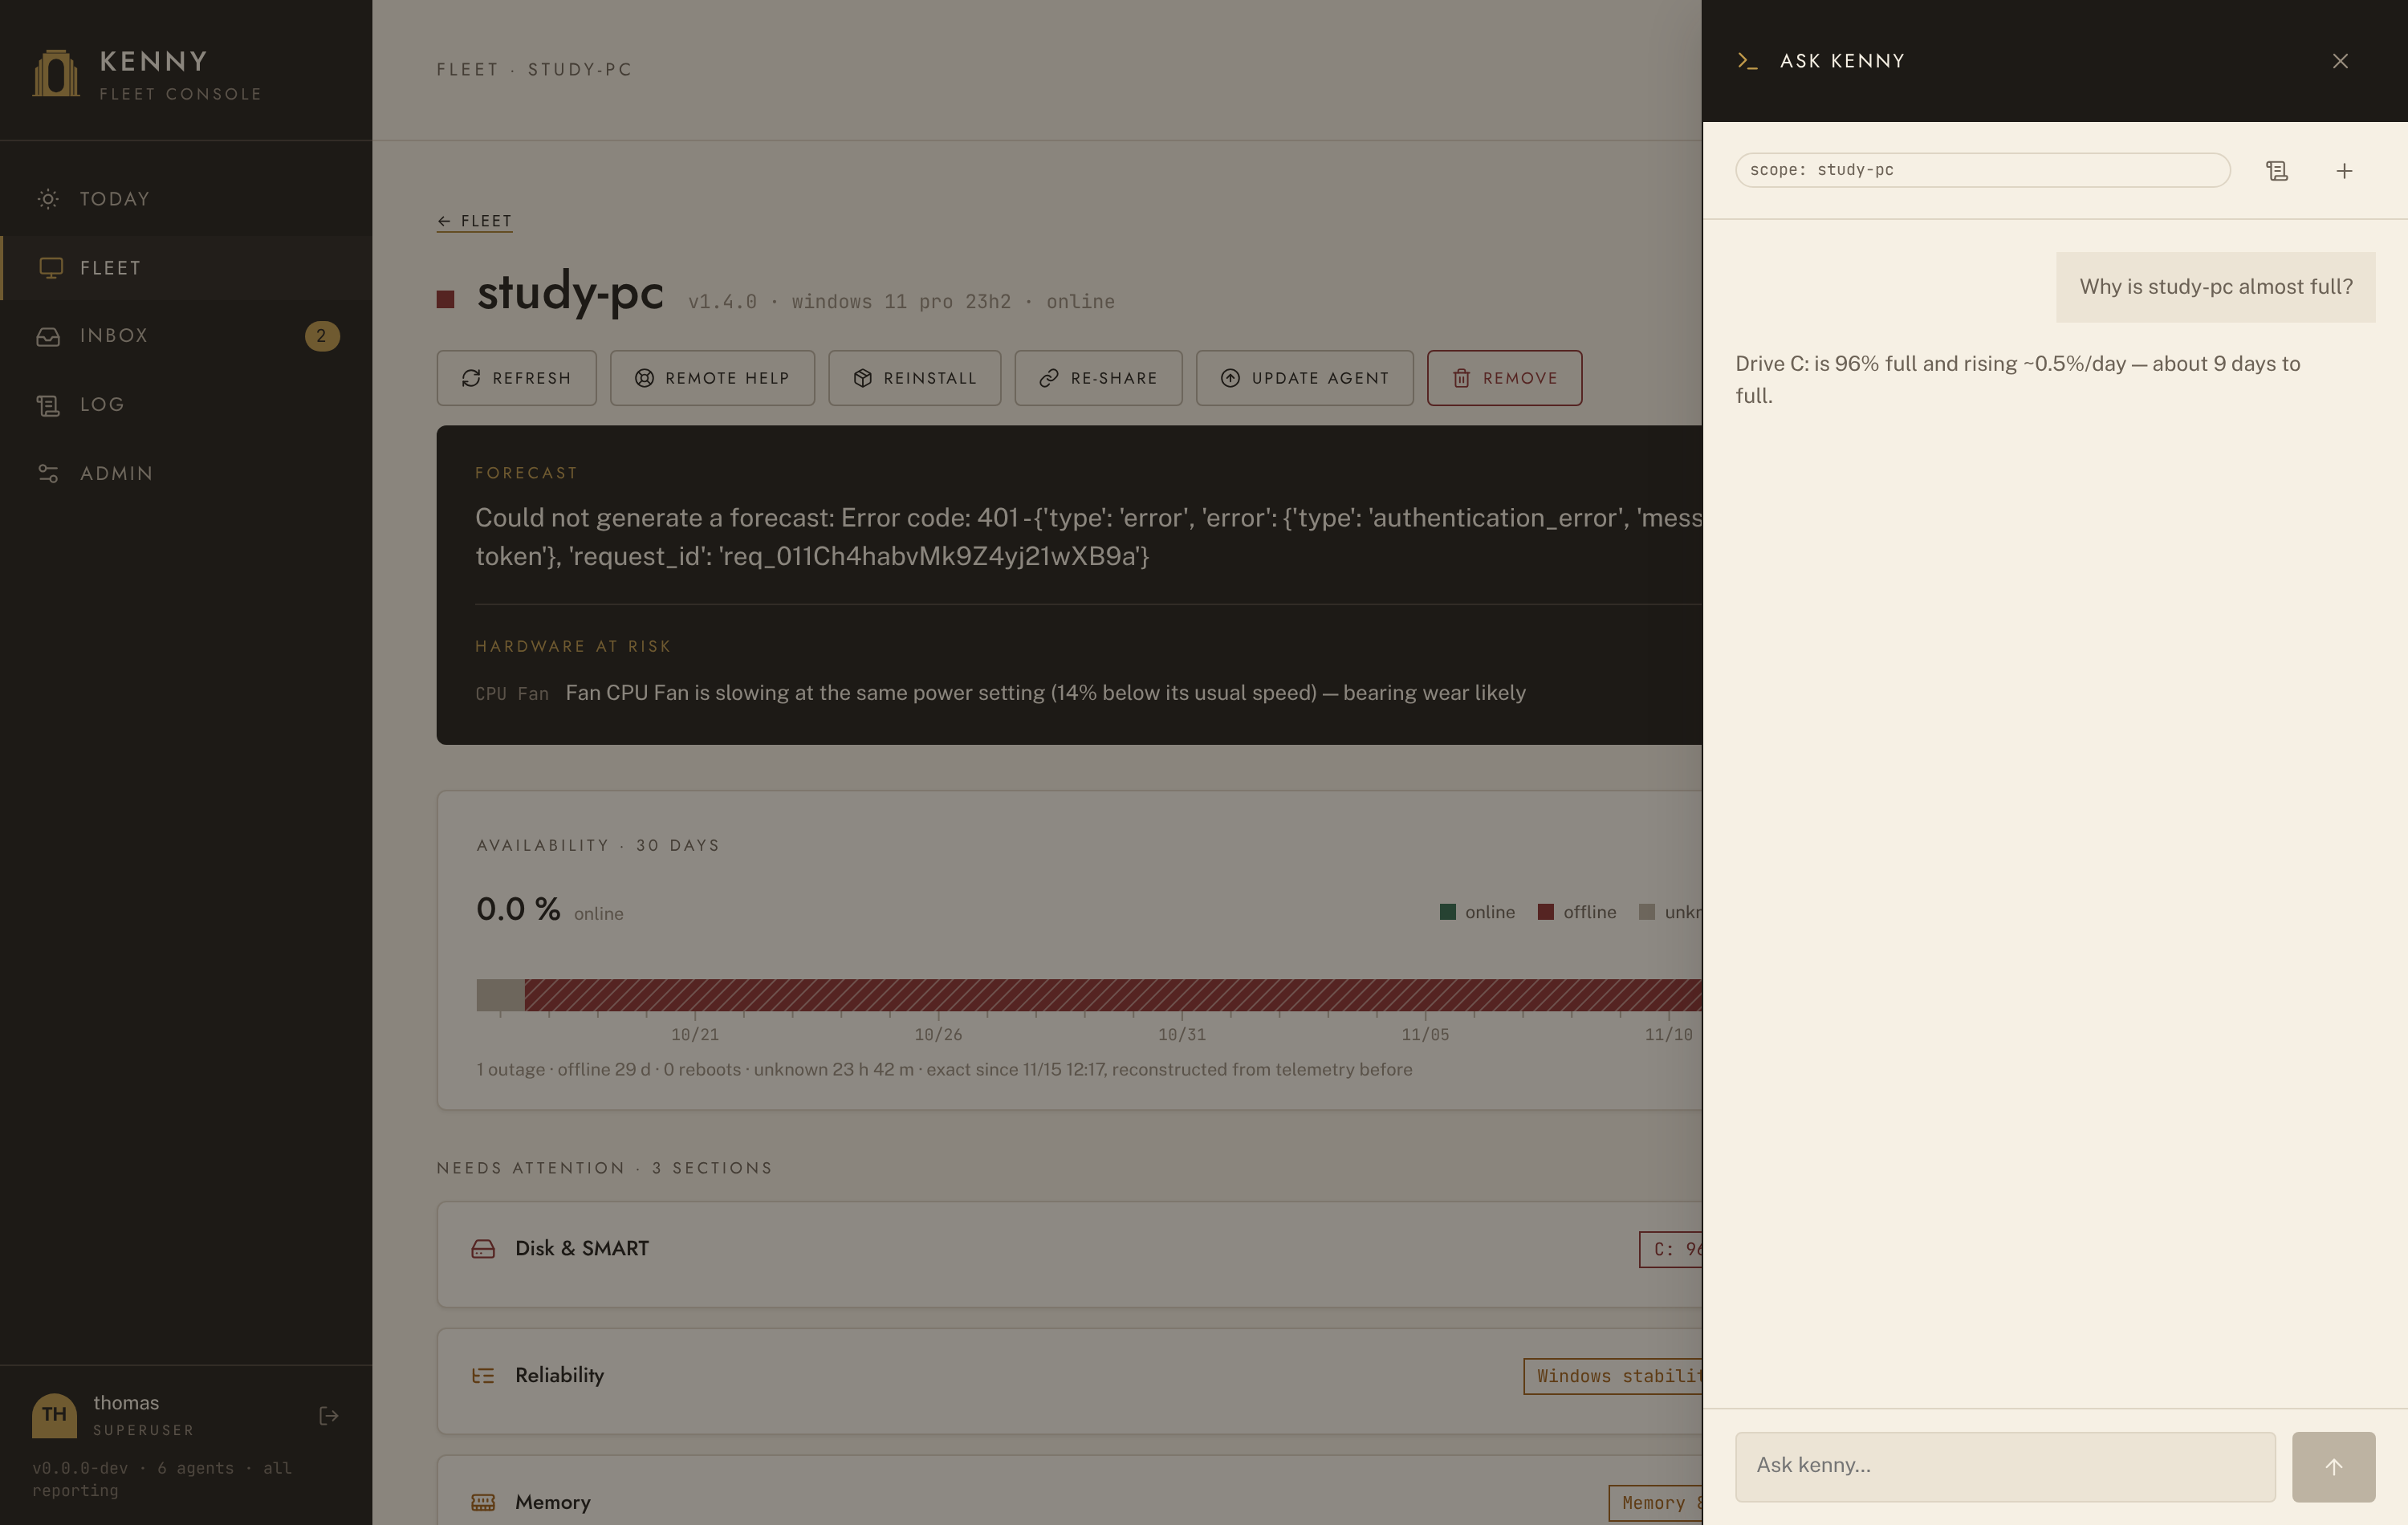 KENNY
FLEET CONSOLE
TODAY
FLEET
INBOX 2
LOG
ADMIN
TH thomas
SUPERUSER
v0.0.0-dev · 6 agents · all
reporting
FLEET · STUDY-PC
← FLEET
study-pc v1.4.0 · windows 11 pro 23h2 · online
REFRESH REMOTE HELP REINSTALL RE-SHARE UPDATE AGENT REMOVE
FORECAST
Could not generate a forecast: Error code: 401 - {'type': 'error', 'error': {'type': 'authentication_error', 'mess
token'}, 'request_id': 'req_011Ch4habvMk9Z4yj21wXB9a'}
HARDWARE AT RISK
CPU Fan Fan CPU Fan is slowing at the same power setting (14% below its usual speed) — bearing wear likely
AVAILABILITY · 30 DAYS
0.0 % online
online offline unkn
10/21 10/26 10/31 11/05 11/10
1 outage · offline 29 d · 0 reboots · unknown 23 h 42 m · exact since 11/15 12:17, reconstructed from telemetry before
NEEDS ATTENTION · 3 SECTIONS
Disk & SMART C: 96
Reliability Windows stabilit
Memory Memory
ASK KENNY
scope: study-pc
Why is study-pc almost full?
Drive C: is 96% full and rising ~0.5%/day — about 9 days to
full.
Ask kenny...